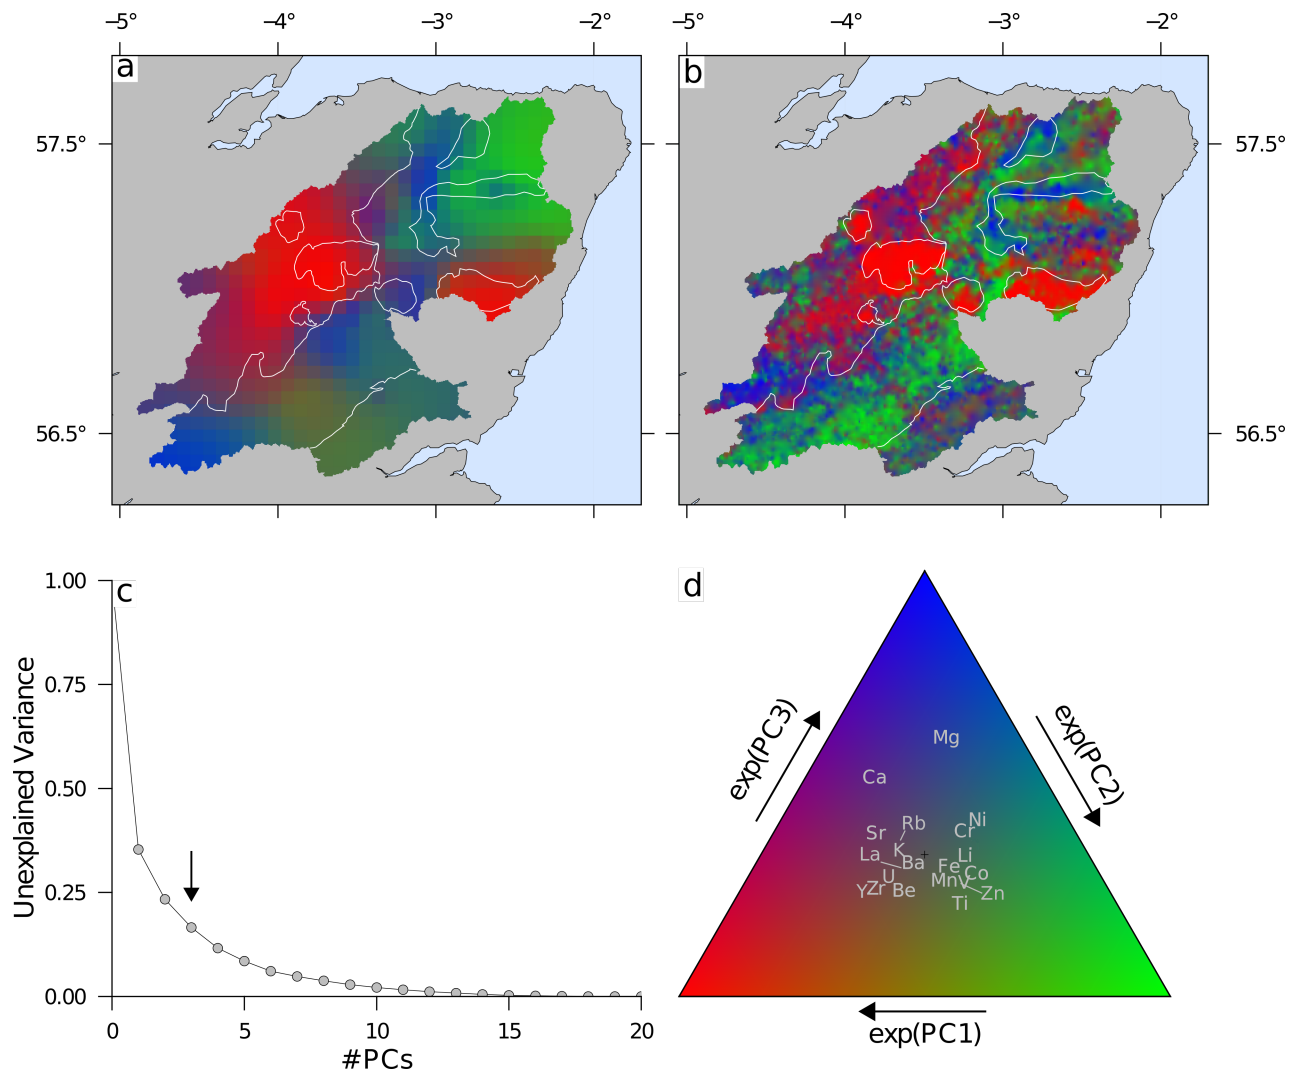 −5° −4° −3° −2° −5° −4° −3° −2°
a b
57.5° 57.5°
56.5° 56.5°
c d
1.00
0.75
0.50
0.25
0.00
Unexplained Variance
0 5 10 15 20
#PCs
exp(PC3)
exp(PC2)
Mg
Ca
Rb Ni
Sr Cr
K
La Ba Li
Fe
U Co
Mn V
Y Zr Be Zn
Ti
exp(PC1)